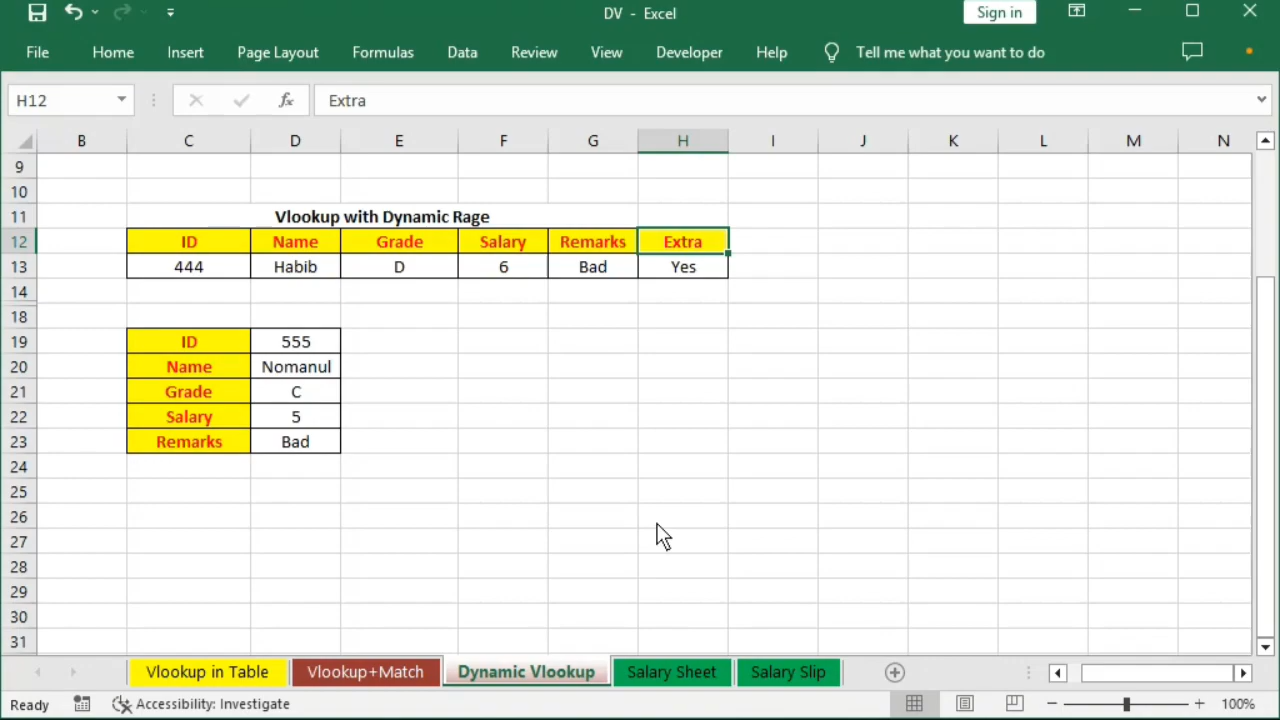 DV - Excel
Sign in
File Home Insert Page Layout Formulas Data Review View Developer Help Tell me what you want to do
H12 fx Extra
B C D E F G H I J K L M N
9
10
11 Vlookup with Dynamic Rage
12 ID Name Grade Salary Remarks Extra
13 444 Habib D 6 Bad Yes
14
18
19 ID 555
20 Name Nomanul
21 Grade C
22 Salary 5
23 Remarks Bad
24
25
26
27
28
29
30
31
Vlookup in Table Vlookup+Match Dynamic Vlookup Salary Sheet Salary Slip
Ready Accessibility: Investigate 100%